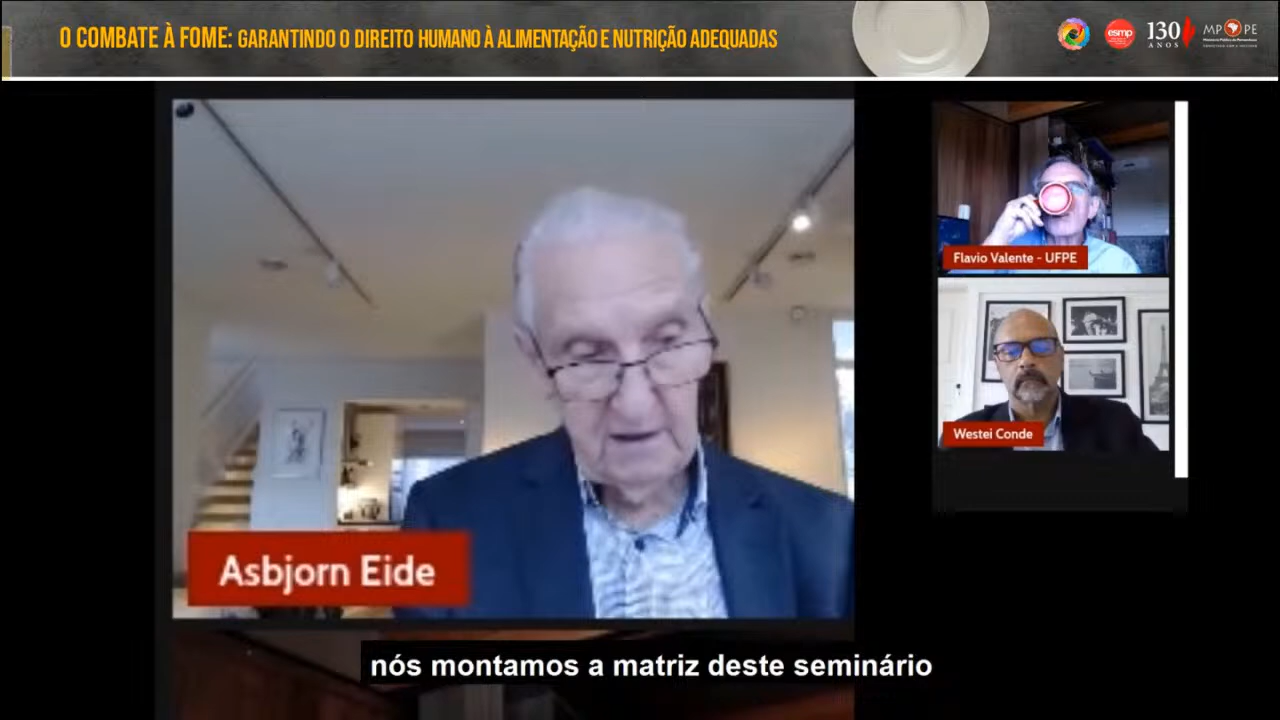 O COMBATE À FOME: GARANTINDO O DIREITO HUMANO À ALIMENTAÇÃO E NUTRIÇÃO ADEQUADAS
esmp
130
ANOS
MPPE
Flavio Valente - UFPE
Westei Conde
Asbjorn Eide
nós montamos a matriz deste seminário